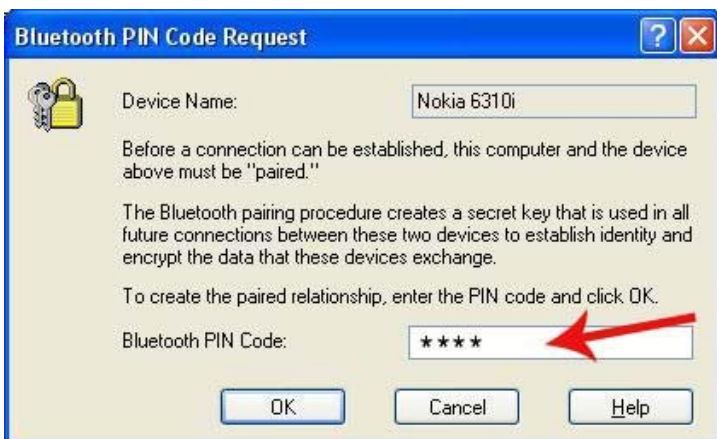 Bluetooth PIN Code Request
Device Name: Nokia 6310i
Before a connection can be established, this computer and the device
above must be "paired."
The Bluetooth pairing procedure creates a secret key that is used in all
future connections between these two devices to establish identity and
encrypt the data that these devices exchange.
To create the paired relationship, enter the PIN code and click OK.
Bluetooth PIN Code: ****
OK Cancel Help